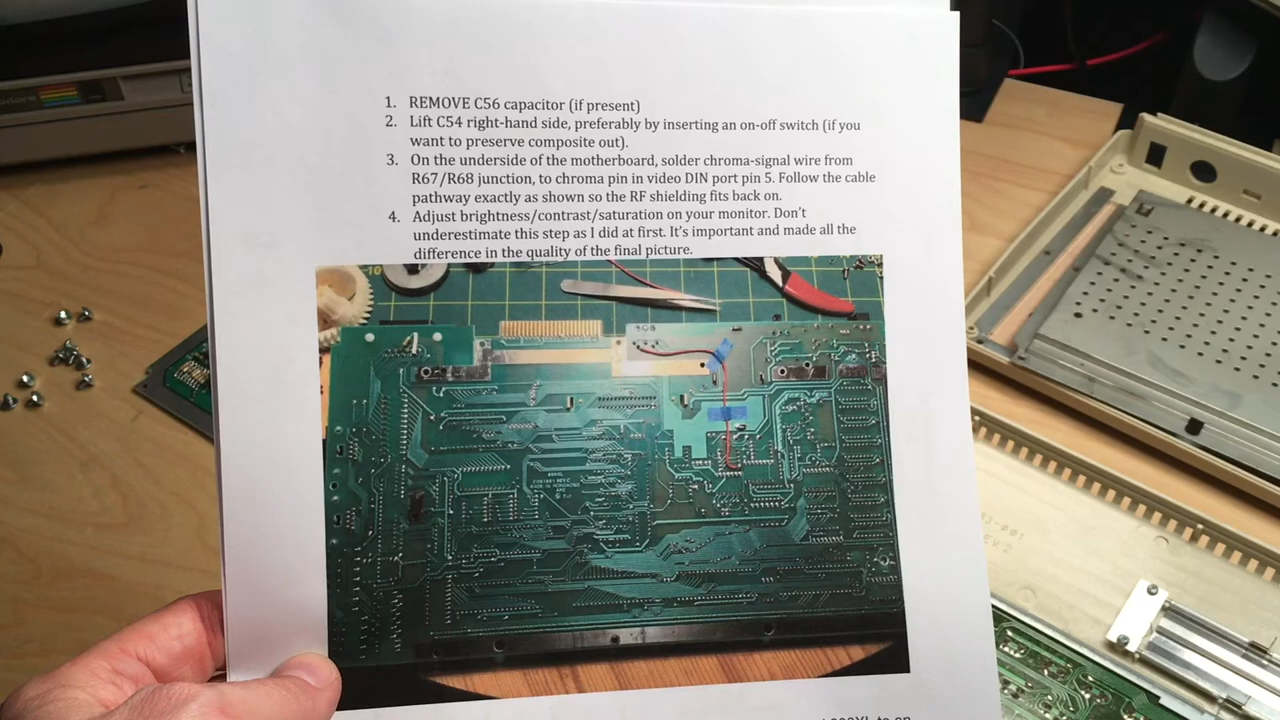 1. REMOVE C56 capacitor (if present)
2. Lift C54 right-hand side, preferably by inserting an on-off switch (if you
want to preserve composite out).
3. On the underside of the motherboard, solder chroma-signal wire from
R67/R68 junction, to chroma pin in video DIN port pin 5. Follow the cable
pathway exactly as shown so the RF shielding fits back on.
4. Adjust brightness/contrast/saturation on your monitor. Don't
underestimate this step as I did at first. It's important and made all the
difference in the quality of the final picture.
10